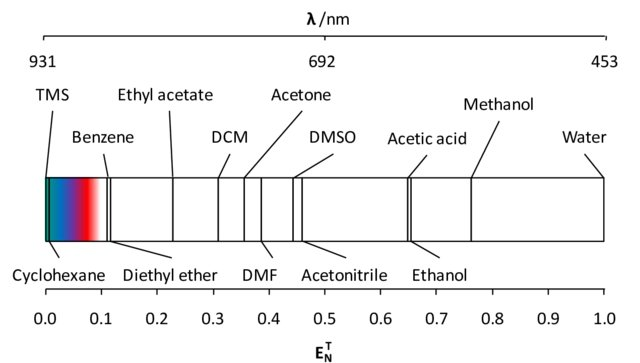 λ/nm
931 692 453
TMS Ethyl acetate Acetone Methanol
Benzene DCM DMSO Acetic acid Water
Cyclohexane Diethyl ether DMF Acetonitrile Ethanol
0.0 0.1 0.2 0.3 0.4 0.5 0.6 0.7 0.8 0.9 1.0
E_N^T